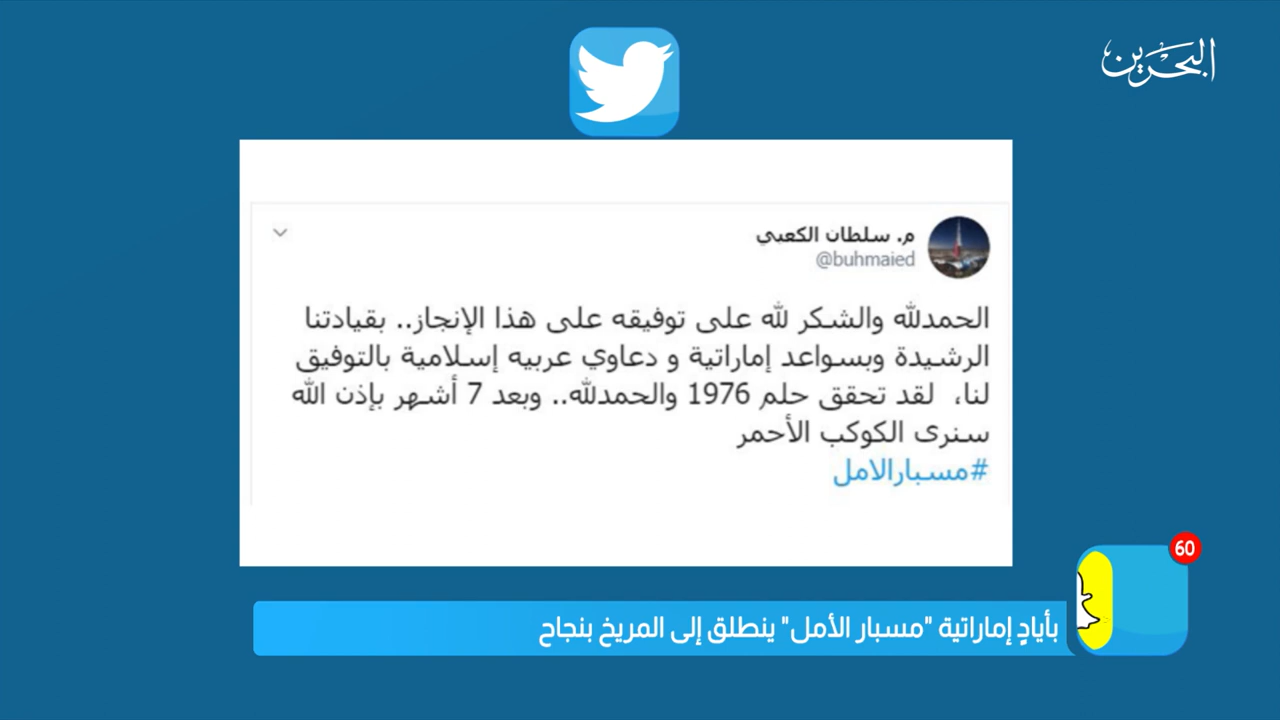 البحرين
م. سلطان الكعبي
@buhmaied
الحمدلله والشكر لله على توفيقه على هذا الإنجاز.. بقيادتنا
الرشيدة وبسواعد إماراتية و دعاوي عربيه إسلامية بالتوفيق
لنا، لقد تحقق حلم 1976 والحمدلله.. وبعد 7 أشهر بإذن الله
سنرى الكوكب الأحمر
#مسبارالامل
60
بأيادٍ إماراتية "مسبار الأمل" ينطلق إلى المريخ بنجاح